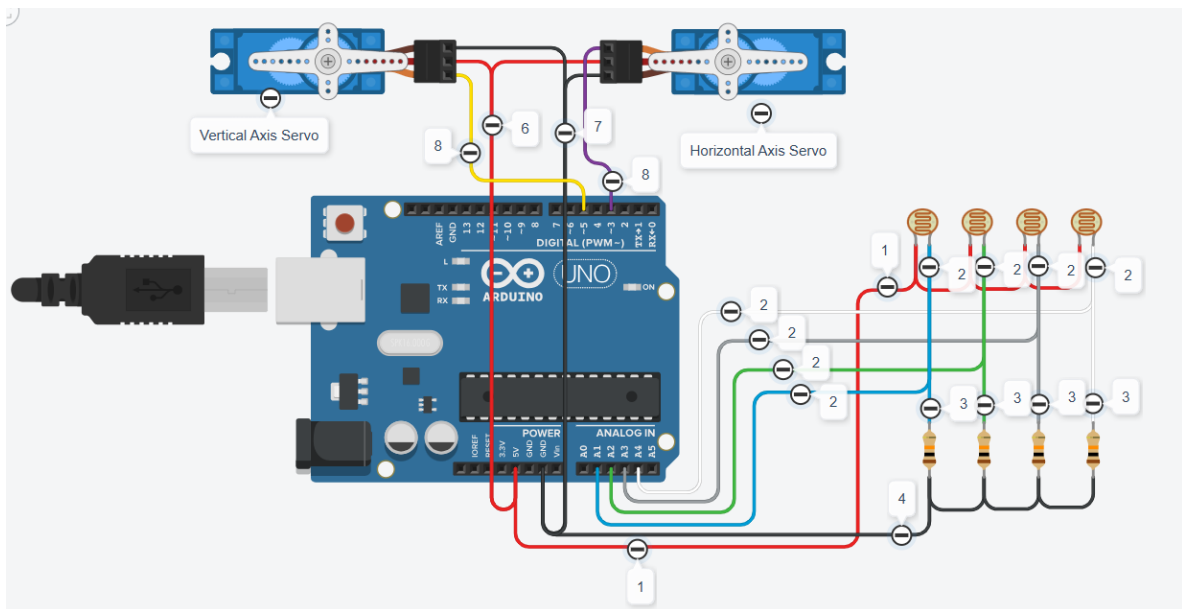 Vertical Axis Servo
Horizontal Axis Servo
6
7
8
8
AREF
GND
13
12
~11
~10
~9
8
7
~6
~5
4
~3
2
TX→1
RX←0
DIGITAL (PWM~)
L
TX
RX
ARDUINO
UNO
ON
1
2
2
2
2
2
2
2
2
3
3
3
3
POWER
ANALOG IN
IOREF
RESET
3.3V
5V
GND
GND
Vin
A0
A1
A2
A3
A4
A5
4
1